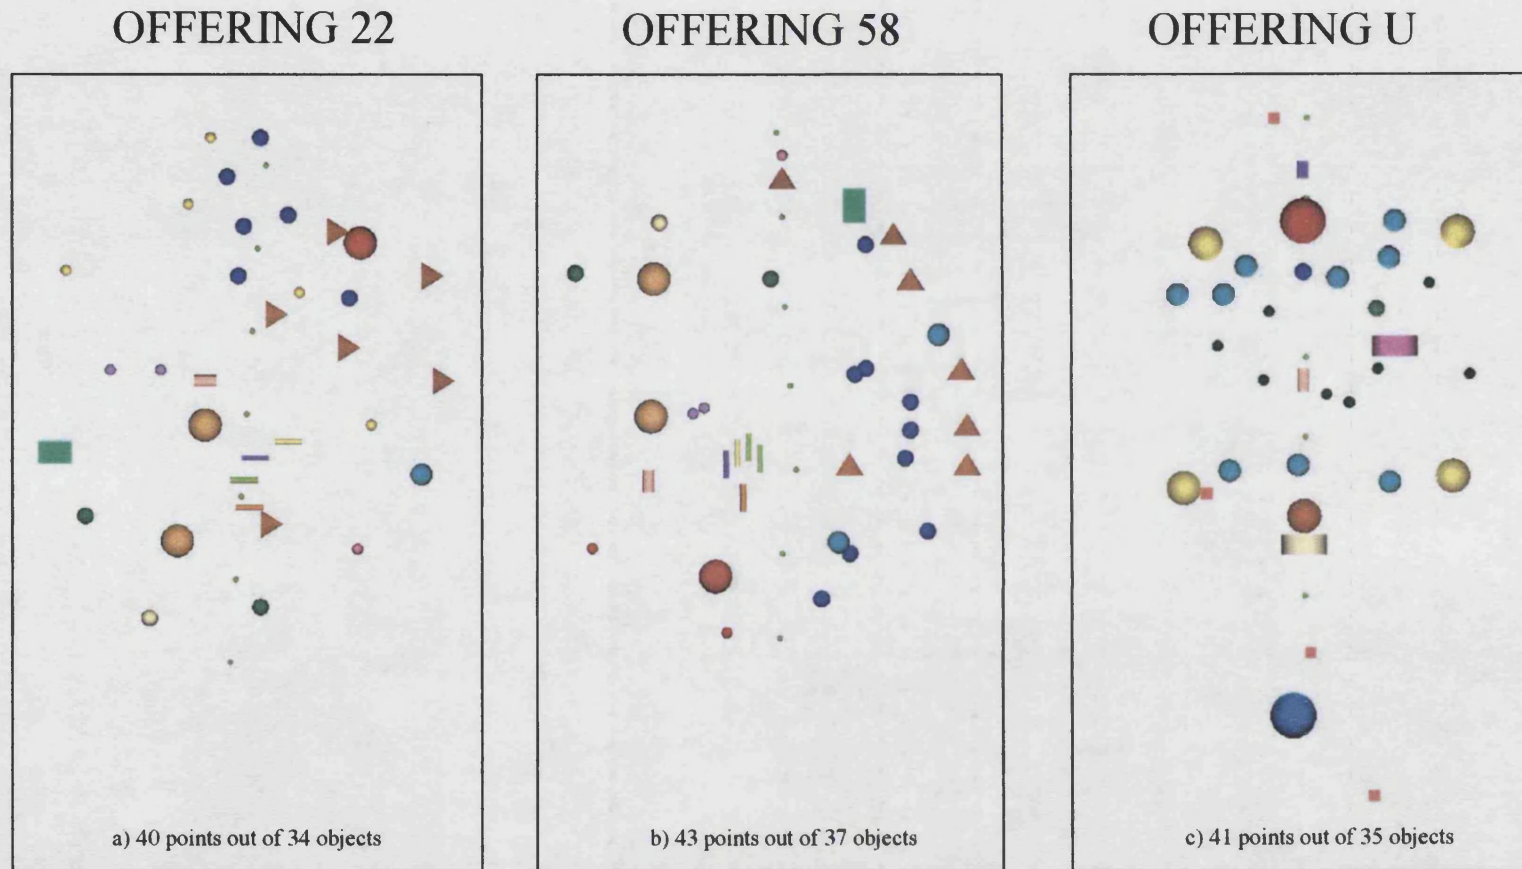 OFFERING 22
OFFERING 58
OFFERING U
a) 40 points out of 34 objects
b) 43 points out of 37 objects
c) 41 points out of 35 objects